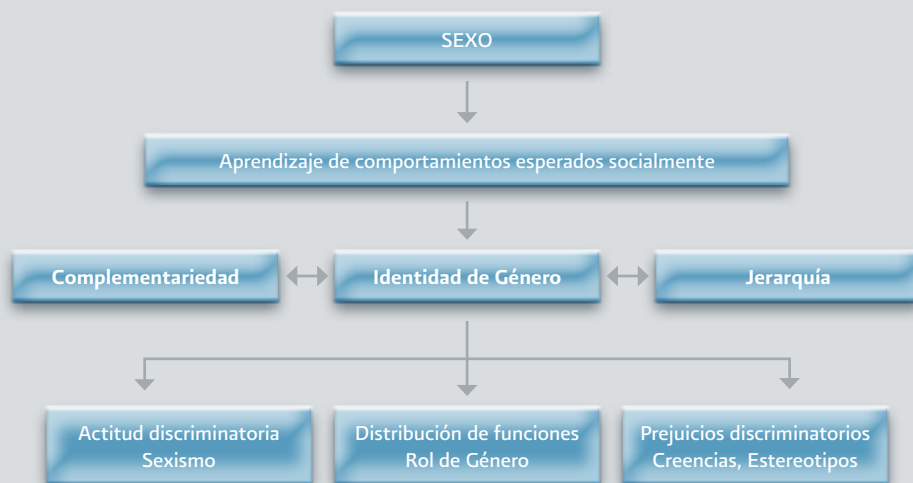 SEXO
Aprendizaje de comportamientos esperados socialmente
Complementariedad
Identidad de Género
Jerarquía
Actitud discriminatoria
Sexismo
Distribución de funciones
Rol de Género
Prejuicios discriminatorios
Creencias, Estereotipos